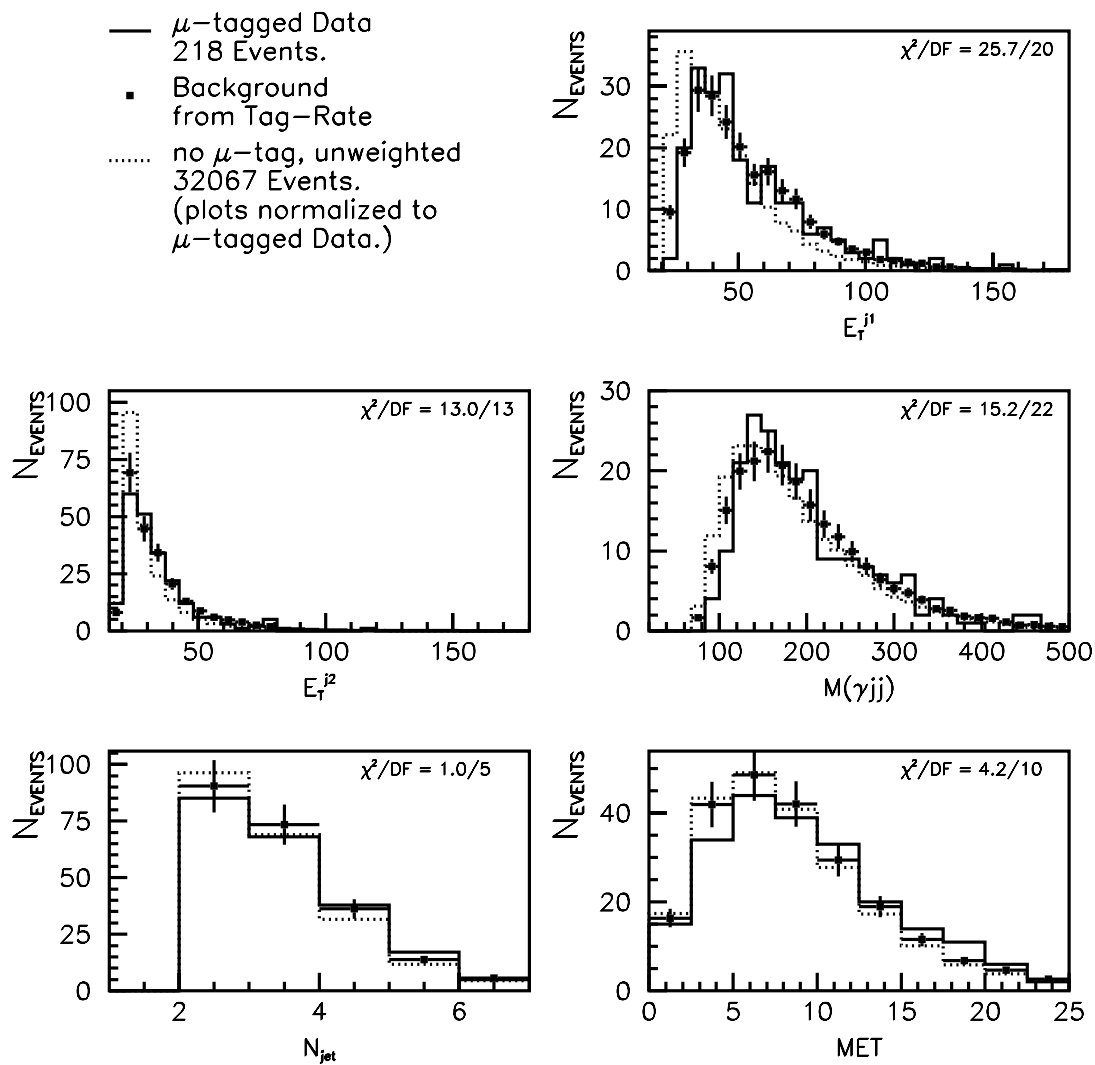 μ−tagged Data
218 Events.
Background
from Tag−Rate
no μ−tag, unweighted
32067 Events.
(plots normalized to
μ−tagged Data.)
N_EVENTS
χ²/DF = 25.7/20
30
20
10
0
50 100 150
E_T^j1
N_EVENTS
χ²/DF = 13.0/13
100
75
50
25
0
50 100 150
E_T^j2
N_EVENTS
χ²/DF = 15.2/22
30
20
10
0
100 200 300 400 500
M(γjj)
N_EVENTS
χ²/DF = 1.0/5
100
75
50
25
0
2 4 6
N_jet
N_EVENTS
χ²/DF = 4.2/10
40
20
0
0 5 10 15 20 25
MET